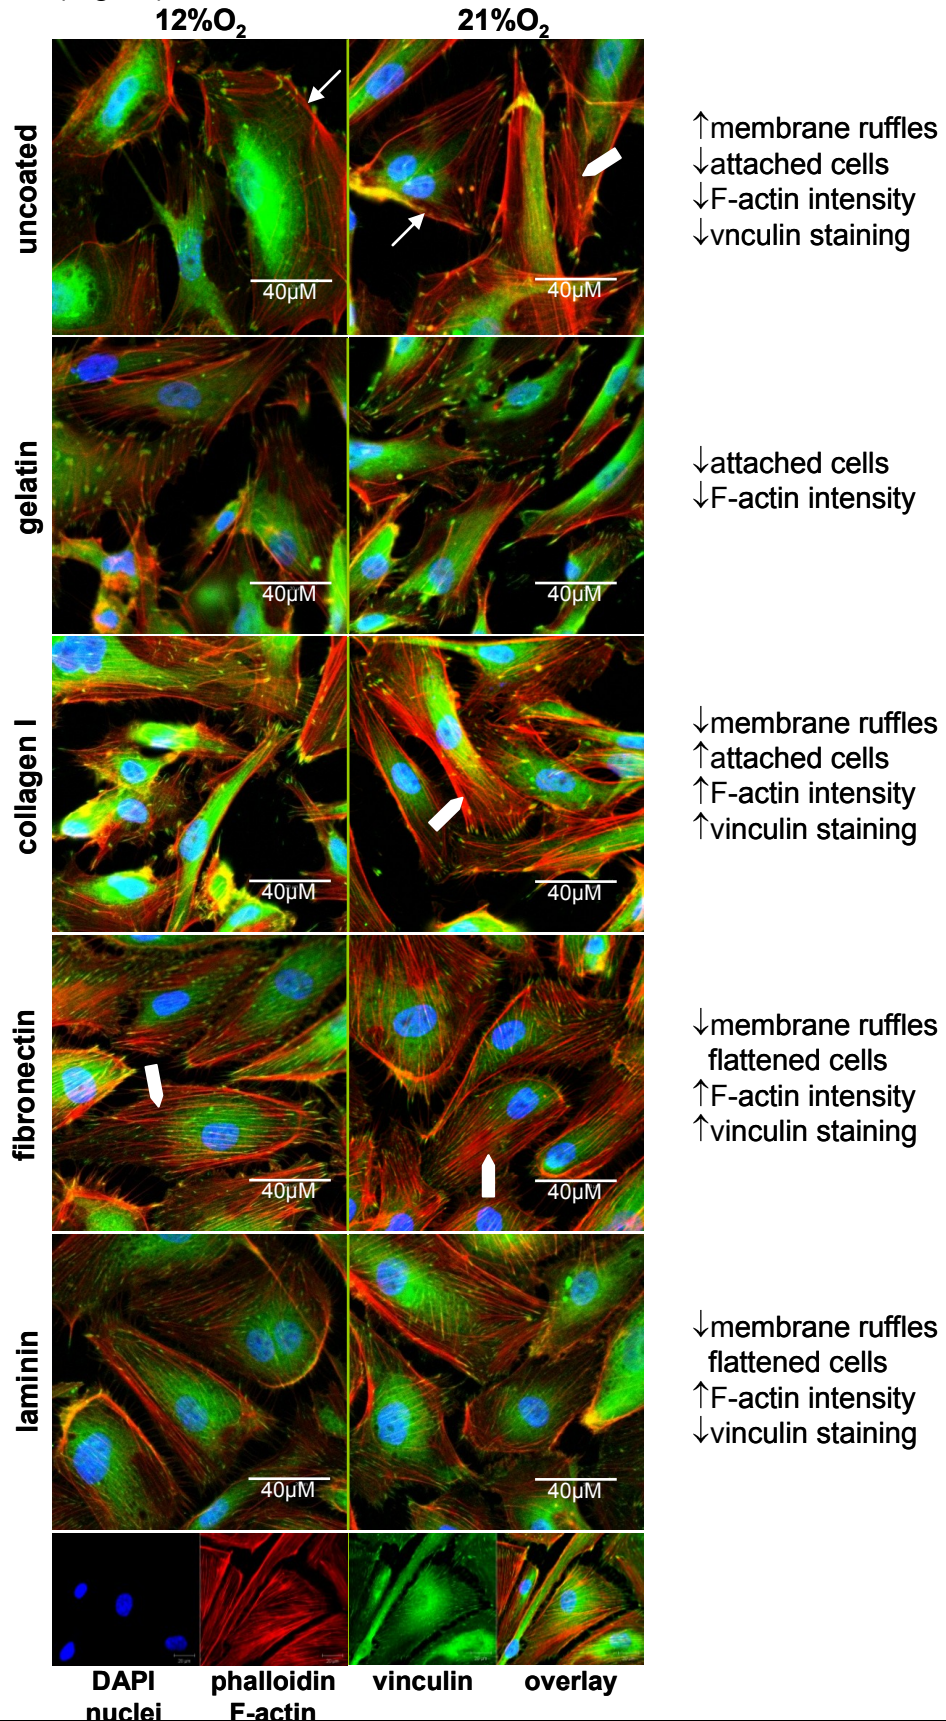 12%O₂ 21%O₂
uncoated
40µM 40µM
↑membrane ruffles
↓attached cells
↓F-actin intensity
↓vnculin staining
gelatin
40µM 40µM
↓attached cells
↓F-actin intensity
collagen I
40µM 40µM
↓membrane ruffles
↑attached cells
↑F-actin intensity
↑vinculin staining
fibronectin
40µM 40µM
↓membrane ruffles
flattened cells
↑F-actin intensity
↑vinculin staining
laminin
40µM 40µM
↓membrane ruffles
flattened cells
↑F-actin intensity
↓vinculin staining
DAPI phalloidin vinculin overlay
nuclei F-actin